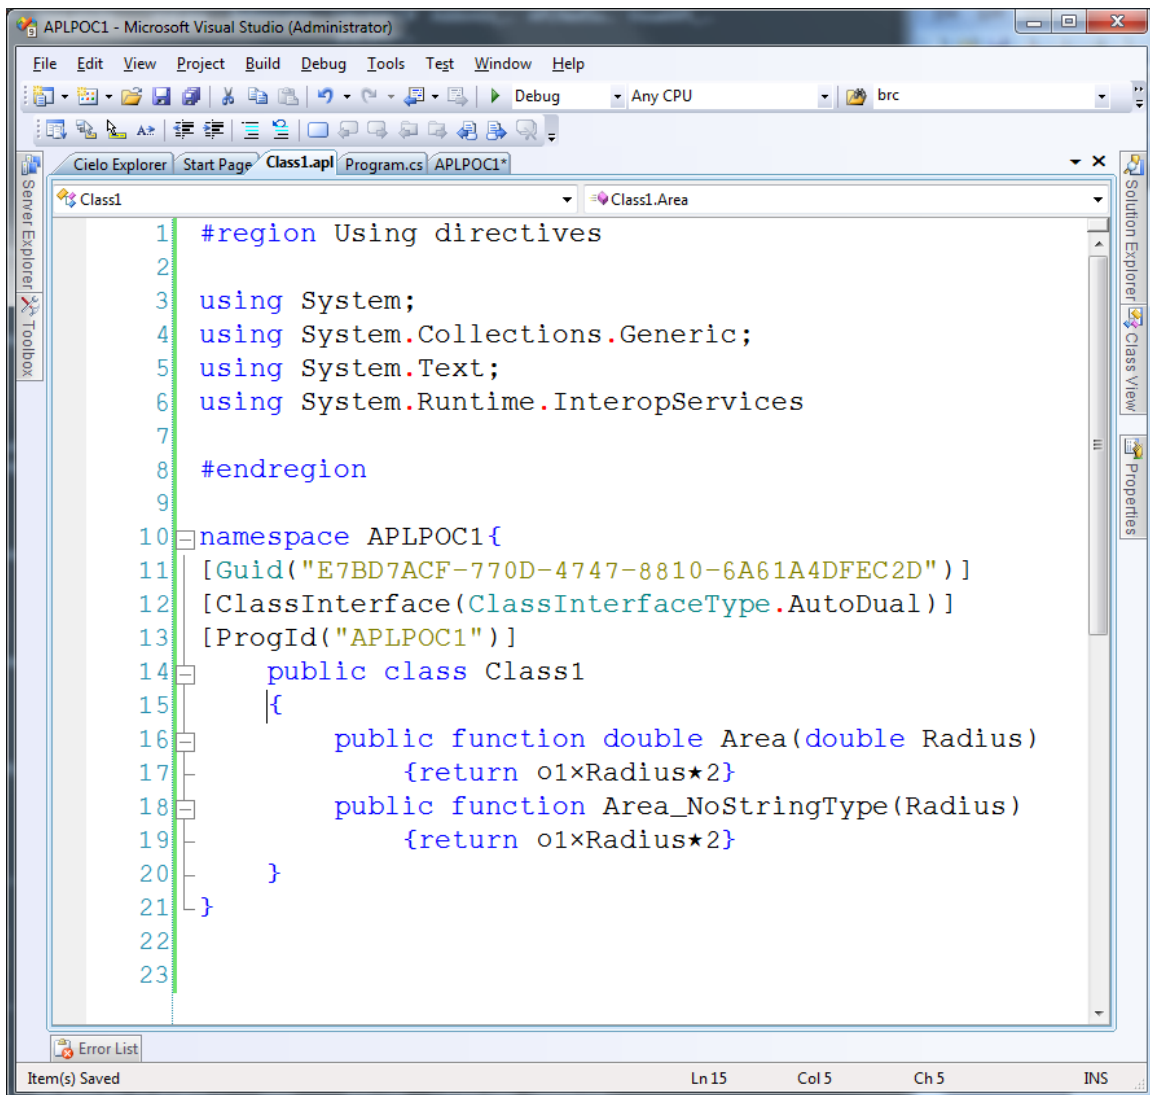 APLPOC1 - Microsoft Visual Studio (Administrator)
File Edit View Project Build Debug Tools Test Window Help
Debug Any CPU brc
Cielo Explorer Start Page Class1.apl Program.cs APLPOC1*
Class1 Class1.Area
Server Explorer
Toolbox
Solution Explorer
Class View
Properties
1 #region Using directives
2
3 using System;
4 using System.Collections.Generic;
5 using System.Text;
6 using System.Runtime.InteropServices
7
8 #endregion
9
10 namespace APLPOC1{
11 [Guid("E7BD7ACF-770D-4747-8810-6A61A4DFEC2D")]
12 [ClassInterface(ClassInterfaceType.AutoDual)]
13 [ProgId("APLPOC1")]
14 public class Class1
15 {
16 public function double Area(double Radius)
17 {return ○1×Radius⋆2}
18 public function Area_NoStringType(Radius)
19 {return ○1×Radius⋆2}
20 }
21 }
22
23
Error List
Item(s) Saved Ln 15 Col 5 Ch 5 INS